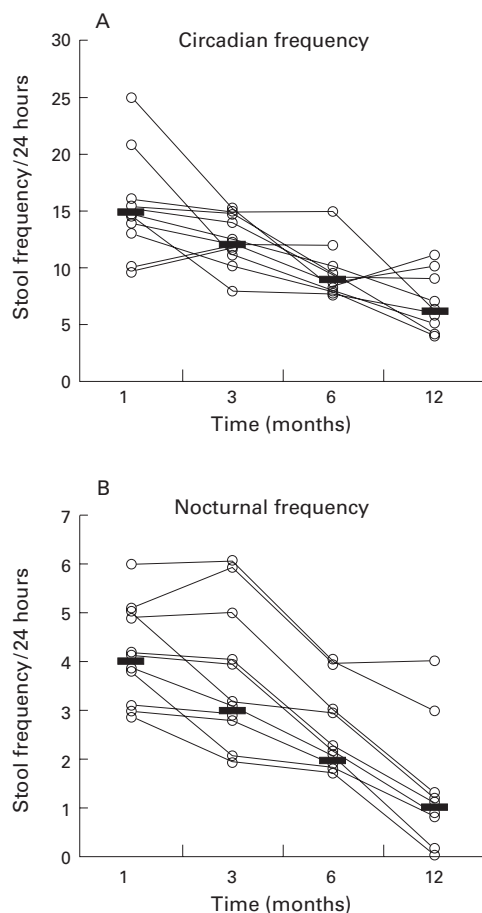 A
Circadian frequency
Stool frequency/24 hours
30
25
20
15
10
5
0
1 3 6 12
Time (months)
B
Nocturnal frequency
Stool frequency/24 hours
7
6
5
4
3
2
1
0
1 3 6 12
Time (months)